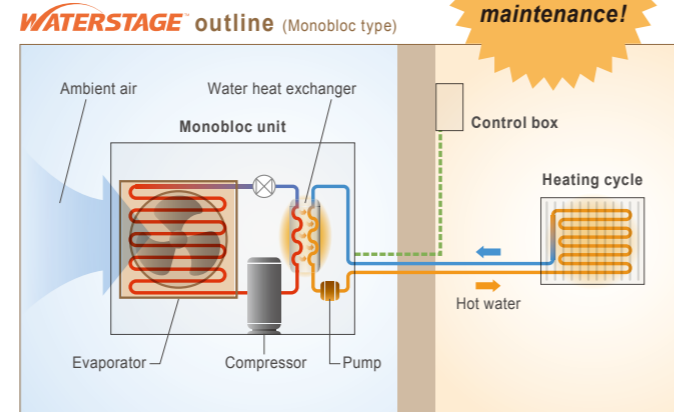 maintenance!
WATERSTAGE outline (Monobloc type)
Ambient air
Water heat exchanger
Monobloc unit
Control box
Heating cycle
Hot water
Evaporator
Compressor
Pump